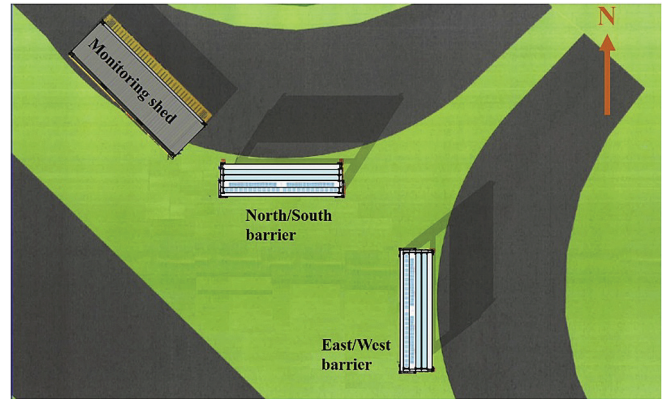 N
Monitoring shed
North/South
barrier
East/West
barrier